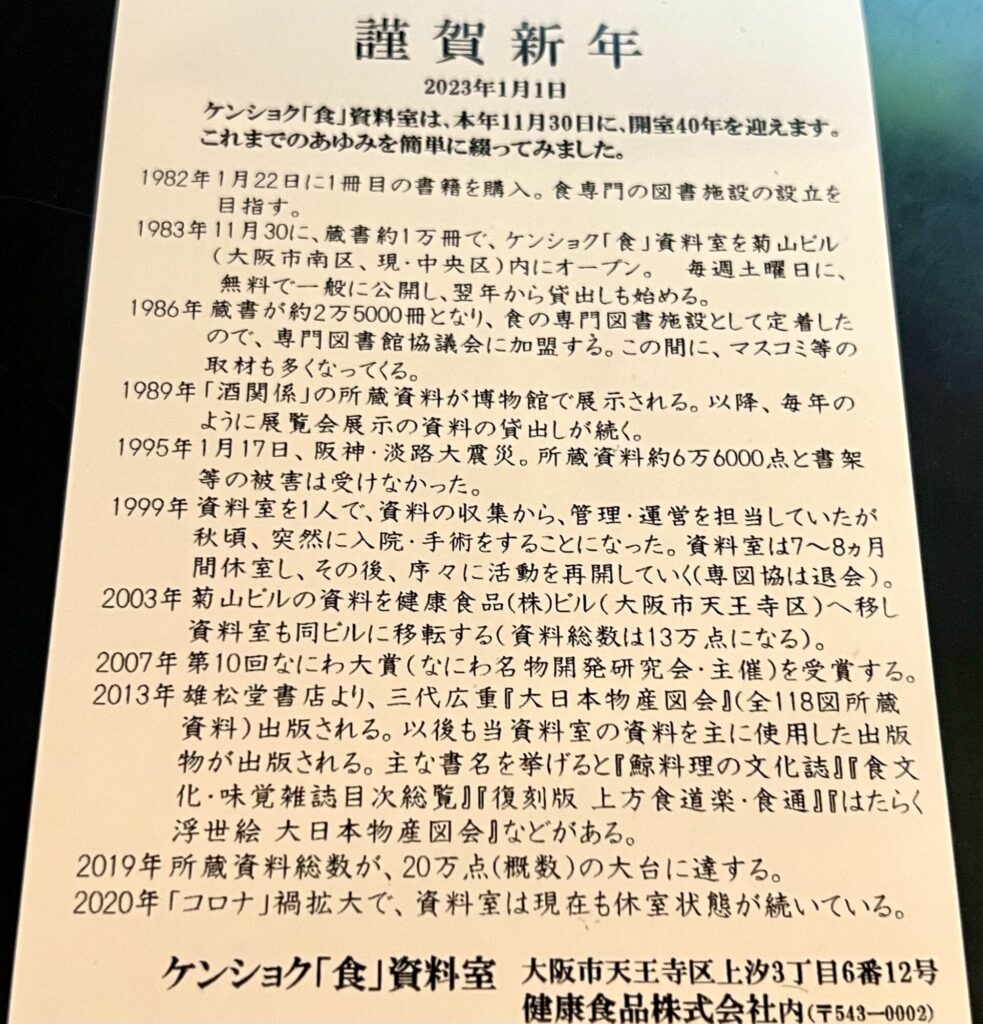 謹賀新年
2023年1月1日
ケンショク「食」資料室は、本年11月30日に、開室40年を迎えます。
これまでのあゆみを簡単に綴ってみました。
1982年1月22日に1冊目の書籍を購入。食専門の図書施設の設立を
目指す。
1983年11月30に、蔵書約1万冊で、ケンショク「食」資料室を菊山ビル
(大阪市南区、現・中央区)内にオープン。 毎週土曜日に、
無料で一般に公開し、翌年から貸出しも始める。
1986年蔵書が約2万5000冊となり、食の専門図書施設として定着した
ので、専門図書館協議会に加盟する。この間に、マスコミ等の
取材も多くなってくる。
1989年「酒関係」の所蔵資料が博物館で展示される。以降、毎年の
ように展覧会展示の資料の貸出しが続く。
1995年1月17日、阪神・淡路大震災。所蔵資料約6万6000点と書架
等の被害は受けなかった。
1999年資料室を1人で、資料の収集から、管理・運営を担当していたが
秋頃、突然に入院・手術をすることになった。資料室は7〜8ヵ月
間休室し、その後、序々に活動を再開していく(専図協は退会)。
2003年菊山ビルの資料を健康食品(株)ビル(大阪市天王寺区)へ移し
資料室も同ビルに移転する(資料総数は13万点になる)。
2007年第10回なにわ大賞(なにわ名物開発研究会・主催)を受賞する。
2013年雄松堂書店より、三代広重『大日本物産図会』(全118図所蔵
資料)出版される。以後も当資料室の資料を主に使用した出版
物が出版される。主な書名を挙げると『鯨料理の文化誌』『食文
化・味覚雑誌目次総覧』『復刻版 上方食道楽・食通』『はたらく
浮世絵 大日本物産図会』などがある。
2019年所蔵資料総数が、20万点(概数)の大台に達する。
2020年「コロナ」禍拡大で、資料室は現在も休室状態が続いている。
ケンショク「食」資料室 大阪市天王寺区上汐3丁目6番12号
健康食品株式会社内(〒543—0002)